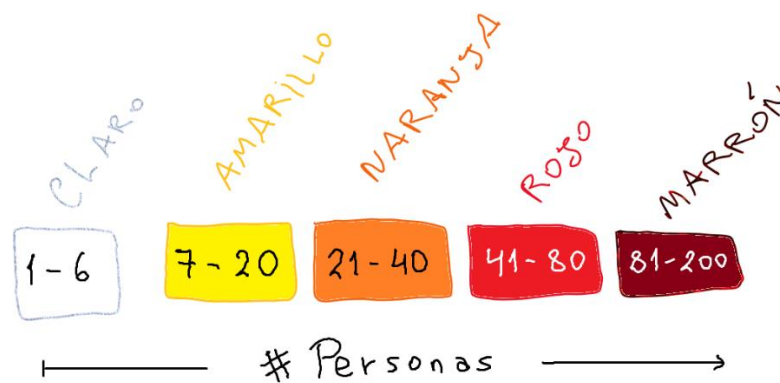 CLARO AMARILLO NARANJA ROJO MARRÓN
1-6 7-20 21-40 41-80 81-200
# Personas